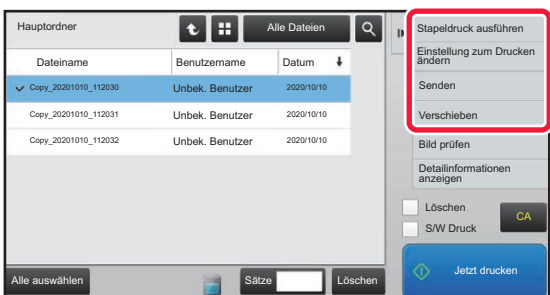 Hauptordner
Alle Dateien
Dateiname Benutzername Datum
Copy_20201010_112030 Unbek. Benutzer 2020/10/10
Copy_20201010_112031 Unbek. Benutzer 2020/10/10
Copy_20201010_112032 Unbek. Benutzer 2020/10/10
Alle auswählen
Sätze
Löschen
Stapeldruck ausführen
Einstellung zum Drucken
ändern
Senden
Verschieben
Bild prüfen
Detailinformationen
anzeigen
Löschen
S/W Druck
CA
Jetzt drucken